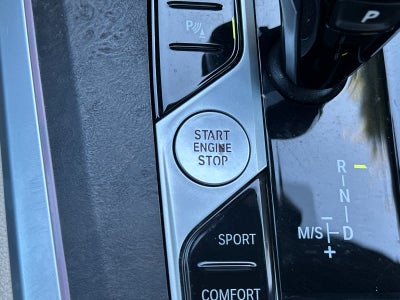 P
P
START
ENGINE
STOP
R
N
SPORT
M/S
D
+
COMFORT